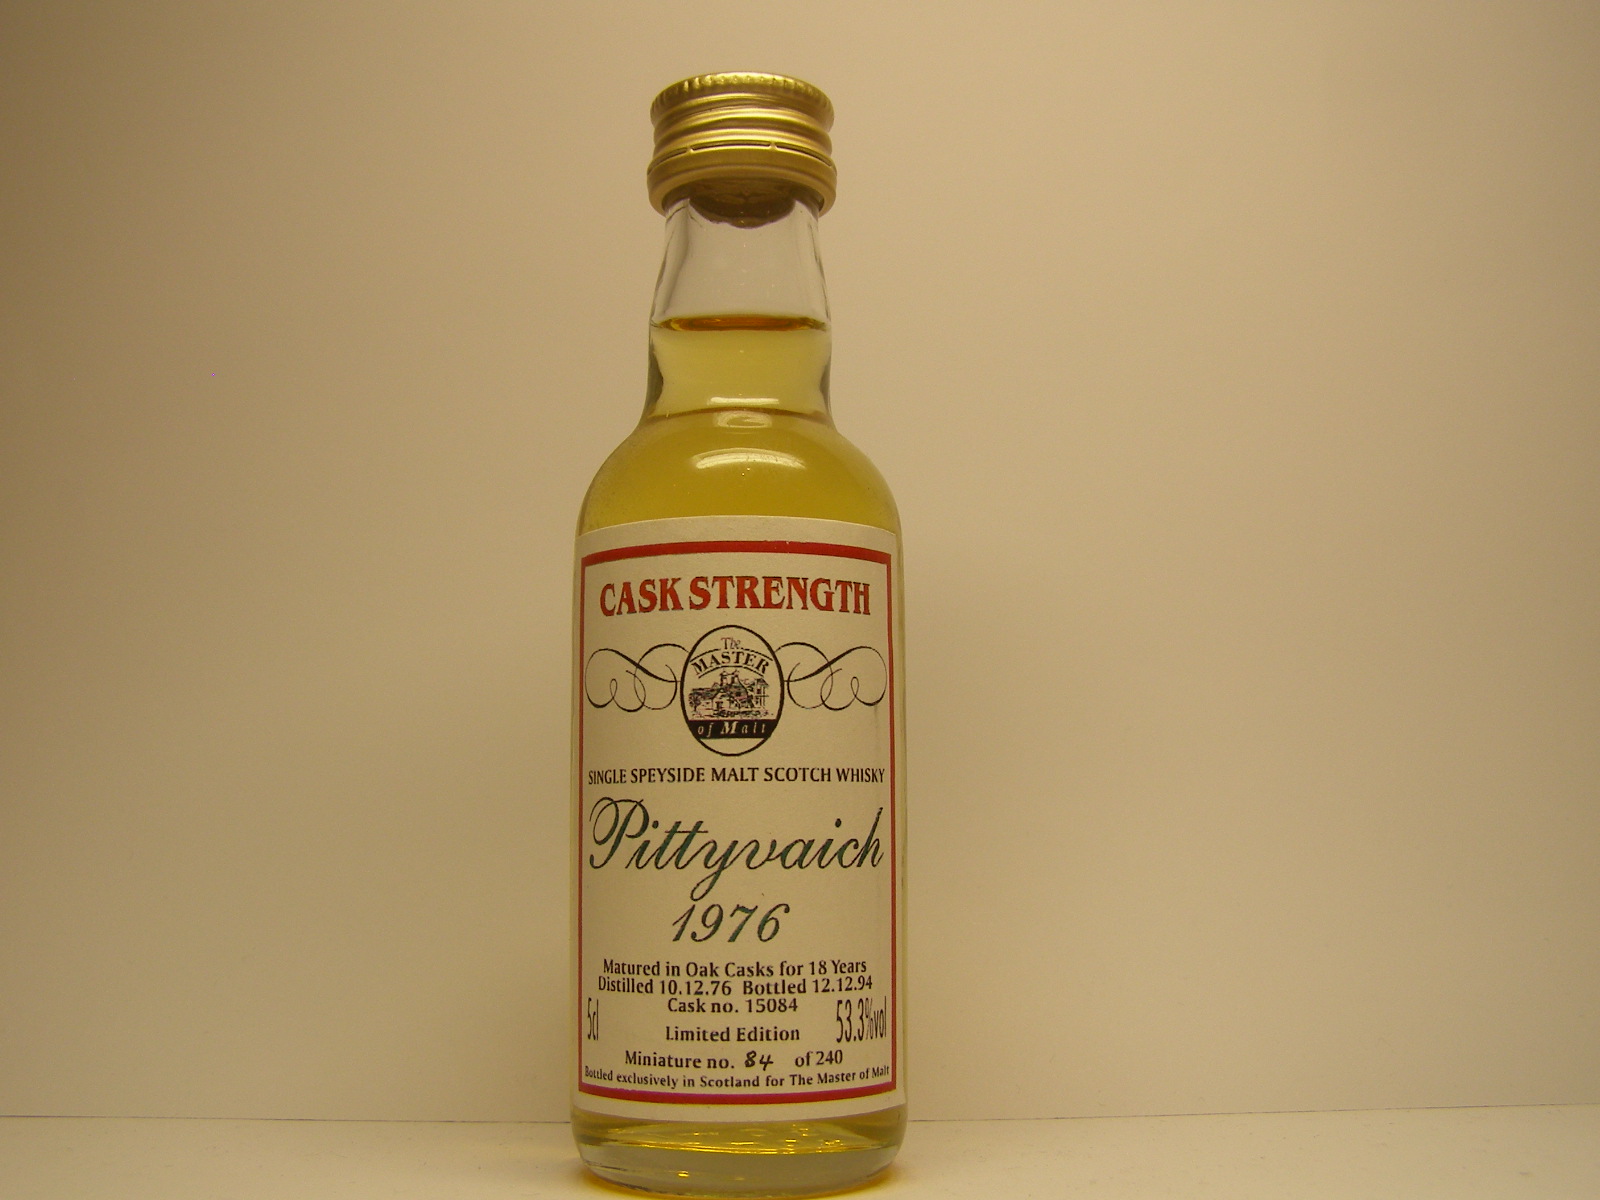 CASK STRENGTH
The
MASTER
of Malt
SINGLE SPEYSIDE MALT SCOTCH WHISKY
Pittyvaich
1976
Matured in Oak Casks for 18 Years
Distilled 10.12.76 Bottled 12.12.94
Cask no. 15084
5cl
Limited Edition
53.3%vol
Miniature no. 84 of 240
Bottled exclusively in Scotland for The Master of Malt